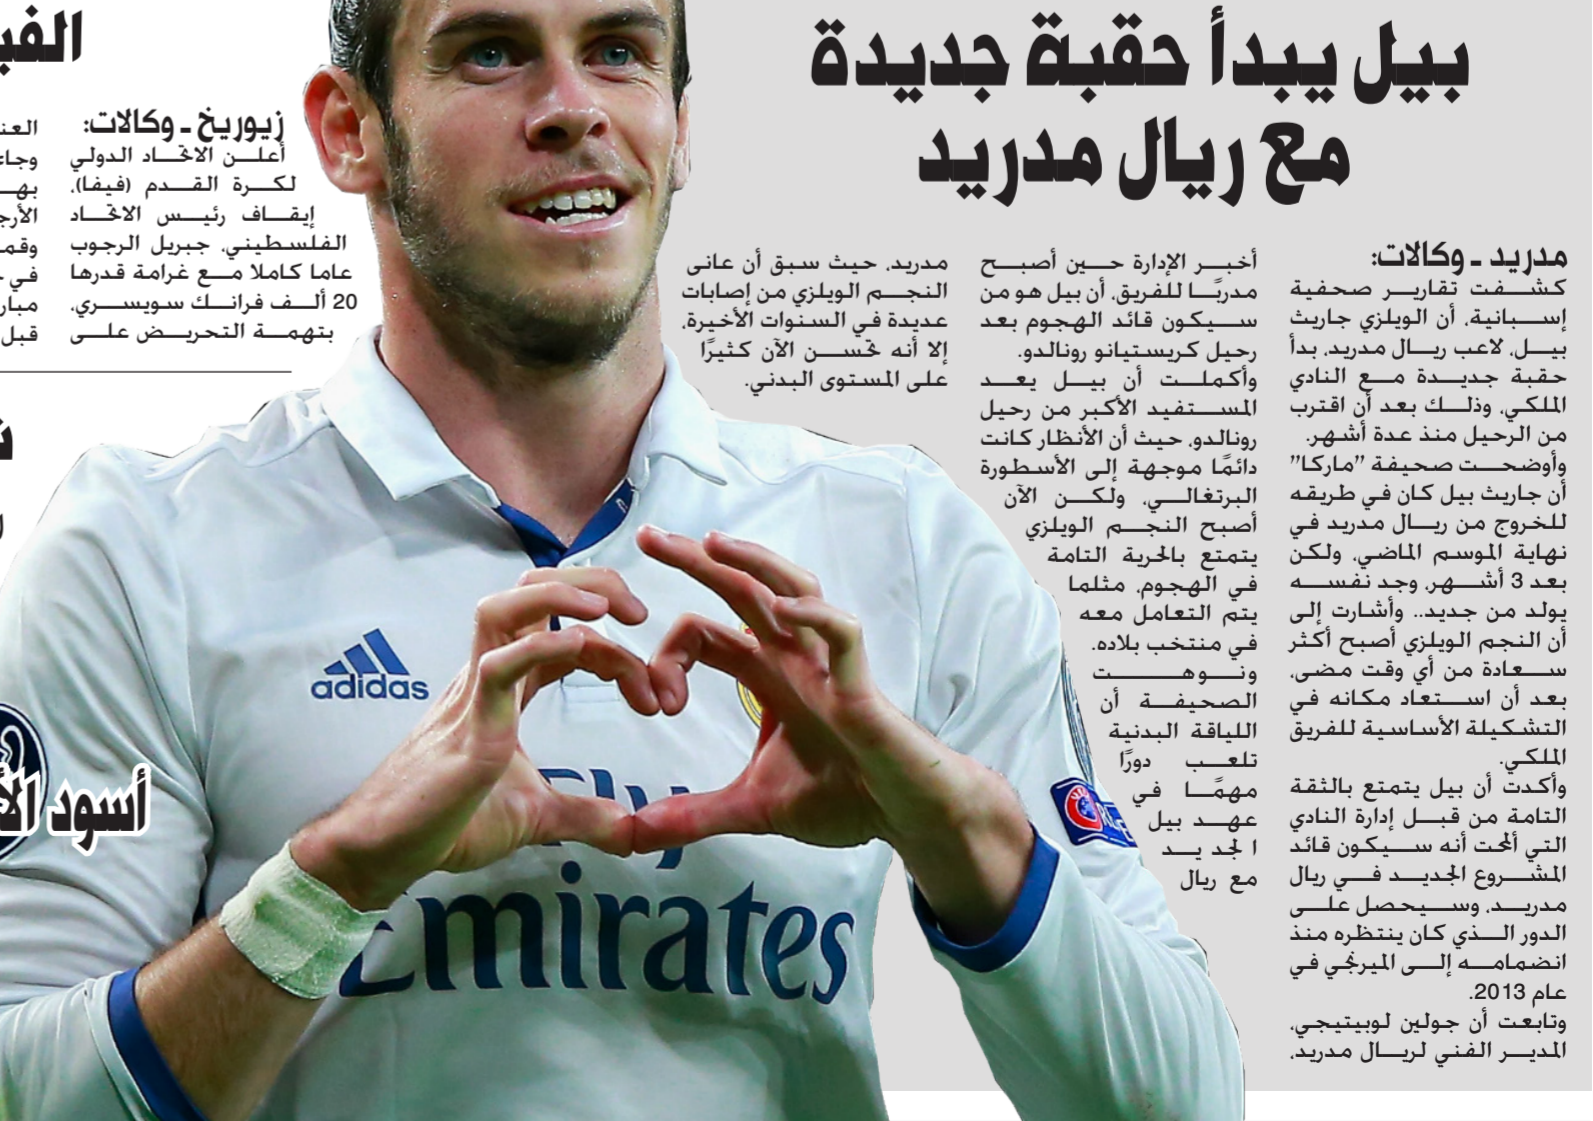 بيل يبدأ حقبة جديدة
مع ريال مدريد
مدريد ـ وكالات:
كشفت تقارير صحفية
إسبانية، أن الويلزي جاريث
بيل، لاعب ريال مدريد، بدأ
حقبة جديدة مع النادي
الملكي، وذلك بعد أن اقترب
من الرحيل منذ عدة أشهر.
وأوضحت صحيفة ”ماركا”
أن جاريث بيل كان في طريقه
للخروج من ريال مدريد في
نهاية الموسم الماضي، ولكن
بعد 3 أشهر، وجد نفسه
يولد من جديد.. وأشارت إلى
أن النجم الويلزي أصبح أكثر
سعادة من أي وقت مضى،
بعد أن استعاد مكانه في
التشكيلة الأساسية للفريق
الملكي.
وأكدت أن بيل يتمتع بالثقة
التامة من قبل إدارة النادي
التي ألمحت أنه سيكون قائد
المشروع الجديد في ريال
مدريد، وسيحصل على
الدور الذي كان ينتظره منذ
انضمامه إلى الميرنجي في
عام 2013.
وتابعت أن جولين لوبيتيجي،
المدير الفني لريال مدريد،
أخبر الإدارة حين أصبح
مدربًا للفريق، أن بيل هو من
سيكون قائد الهجوم بعد
رحيل كريستيانو رونالدو.
وأكملت أن بيل يعد
المستفيد الأكبر من رحيل
رونالدو، حيث أن الأنظار كانت
دائمًا موجهة إلى الأسطورة
البرتغالي، ولكن الآن
أصبح النجم الويلزي
يتمتع بالحرية التامة
في الهجوم، مثلما
يتم التعامل معه
في منتخب بلاده.
ونوهت
الصحيفة أن
اللياقة البدنية
تلعب دورًا
مهمًا في
عهد بيل
الجديد
مع ريال
مدريد، حيث سبق أن عانى
النجم الويلزي من إصابات
عديدة في السنوات الأخيرة،
إلا أنه تحسن الآن كثيرًا
على المستوى البدني.
زيوريخ ـ وكالات:
أعلن الاتحاد الدولي
لكرة القدم (فيفا)،
إيقاف رئيس الاتحاد
الفلسطيني، جبريل الرجوب
عاما كاملا مع غرامة قدرها
20 ألف فرانك سويسري،
بتهمة التحريض على
في
قبل
adidas
Fly
Emirates
أسود